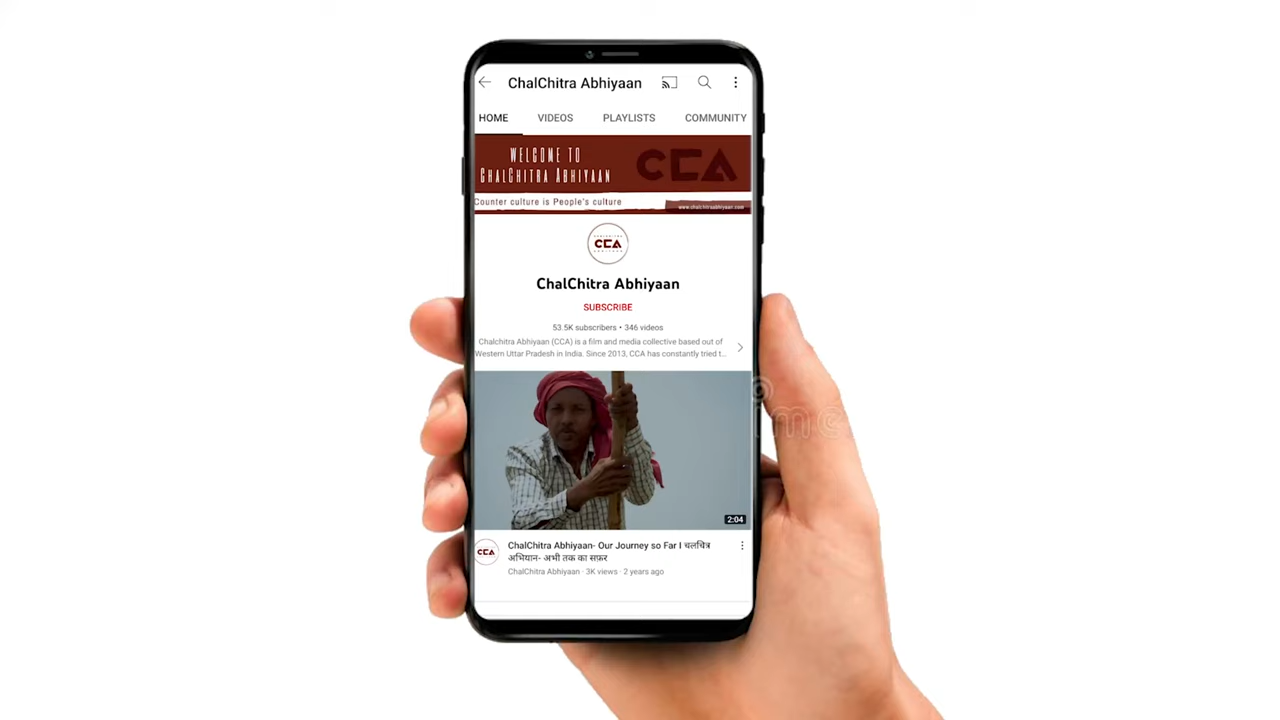 ChalChitra Abhiyaan
HOME VIDEOS PLAYLISTS COMMUNITY
WELCOME TO
CHALCHITRA ABHIYAAN
CCA
Counter culture is People's culture
www.chalchitraabhiyaan.com
CCA
ChalChitra Abhiyaan
SUBSCRIBE
53.5K subscribers • 346 videos
Chalchitra Abhiyaan (CCA) is a film and media collective based out of
Western Uttar Pradesh in India. Since 2013, CCA has constantly tried t...
2:04
CCA
ChalChitra Abhiyaan- Our Journey so Far I चलचित्र
अभियान- अभी तक का सफ़र
ChalChitra Abhiyaan · 3K views · 2 years ago